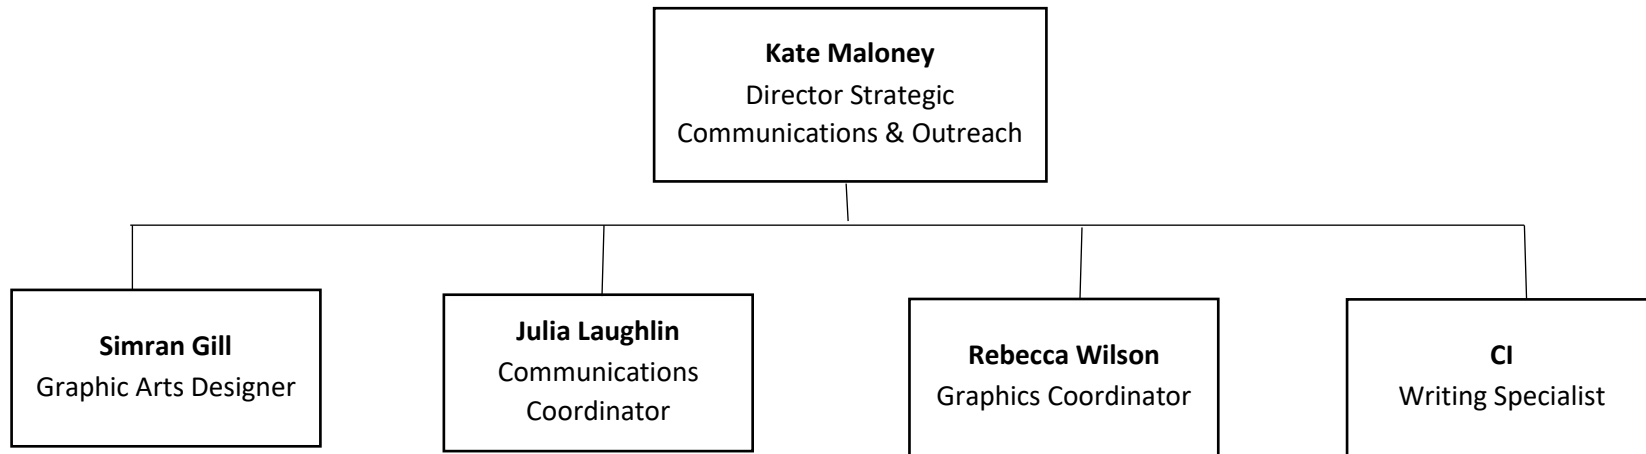 Kate Maloney
Director Strategic
Communications & Outreach
Simran Gill
Graphic Arts Designer
Julia Laughlin
Communications
Coordinator
Rebecca Wilson
Graphics Coordinator
CI
Writing Specialist